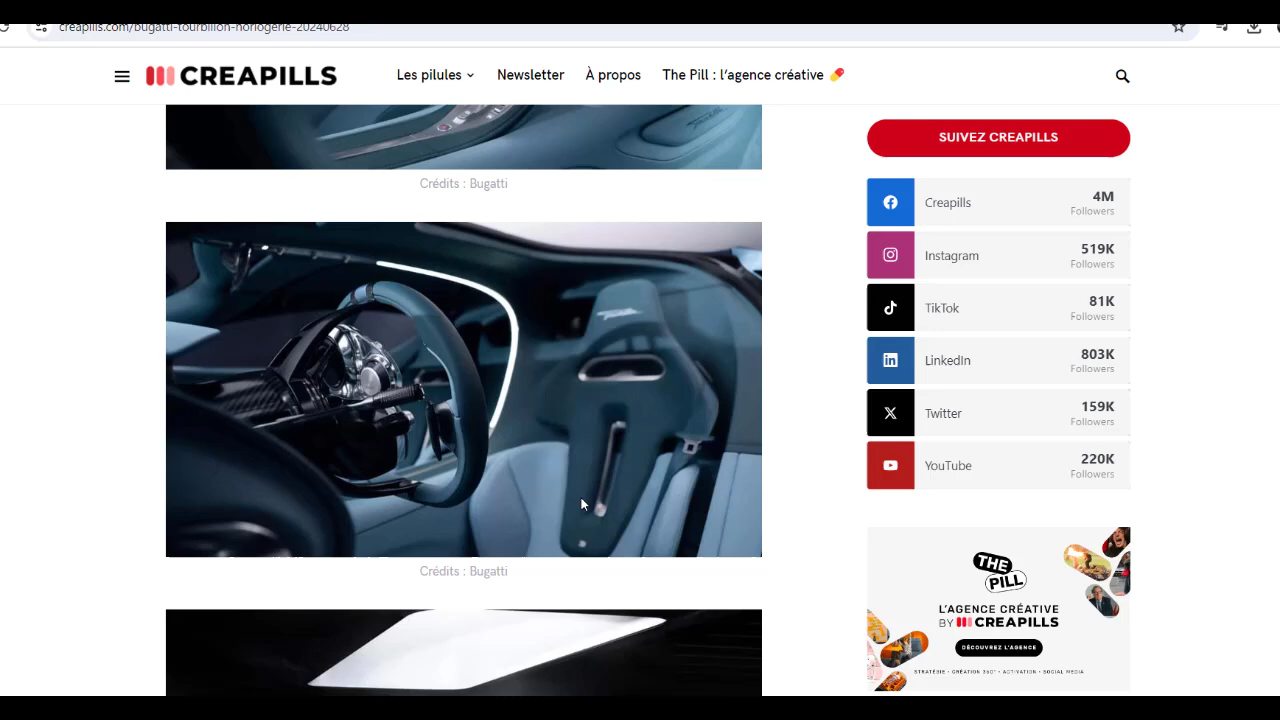 creapills.com/bugatti-tourbillon-horlogerie-20240628
CREAPILLS
Les pilules
Newsletter
À propos
The Pill : l’agence créative
Crédits : Bugatti
Crédits : Bugatti
SUIVEZ CREAPILLS
Creapills
4M
Followers
Instagram
519K
Followers
TikTok
81K
Followers
LinkedIn
803K
Followers
Twitter
159K
Followers
YouTube
220K
Followers
THE
PILL
L’AGENCE CRÉATIVE
BY CREAPILLS
DÉCOUVREZ L’AGENCE
STRATÉGIE • CRÉATION 360° • ACTIVATION • SOCIAL MEDIA